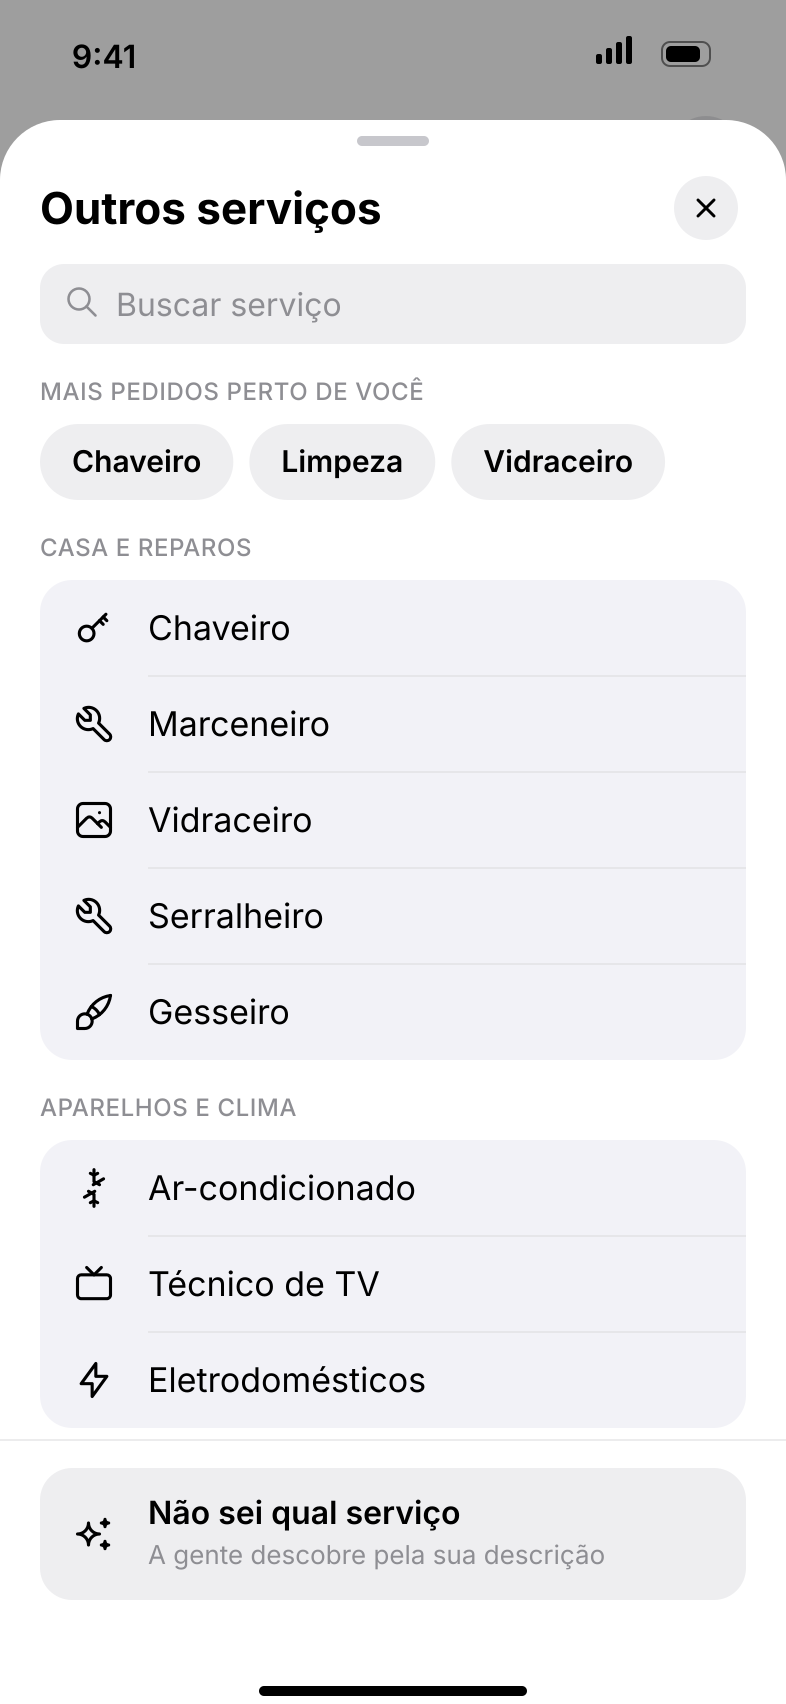 9:41
Outros serviços
Buscar serviço
MAIS PEDIDOS PERTO DE VOCÊ
Chaveiro
Limpeza
Vidraceiro
CASA E REPAROS
Chaveiro
Marceneiro
Vidraceiro
Serralheiro
Gesseiro
APARELHOS E CLIMA
Ar-condicionado
Técnico de TV
Eletrodomésticos
Não sei qual serviço
A gente descobre pela sua descrição